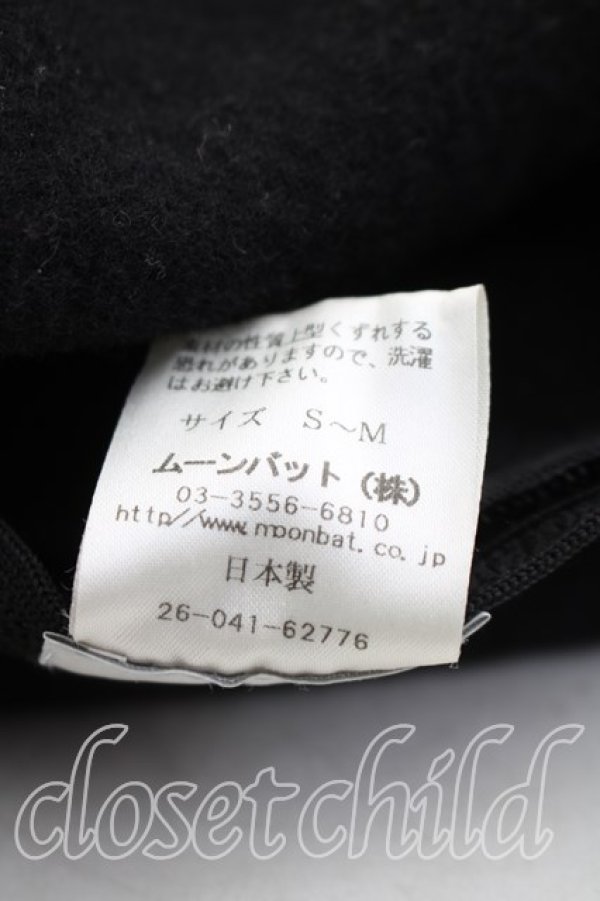 素材の性質上型くずれする
恐れがありますので、洗濯
はお避け下さい。
サイズ S～M
ムーンバット（株）
03-3556-6810
http//www.moonbat.co.jp
日本製
26-041-62776
closetchild